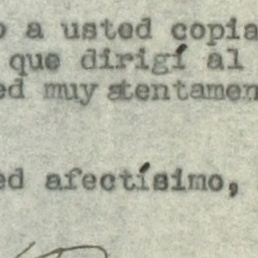 o a usted copia
que dirigí al
ed muy atentamen
ed afectísimo,